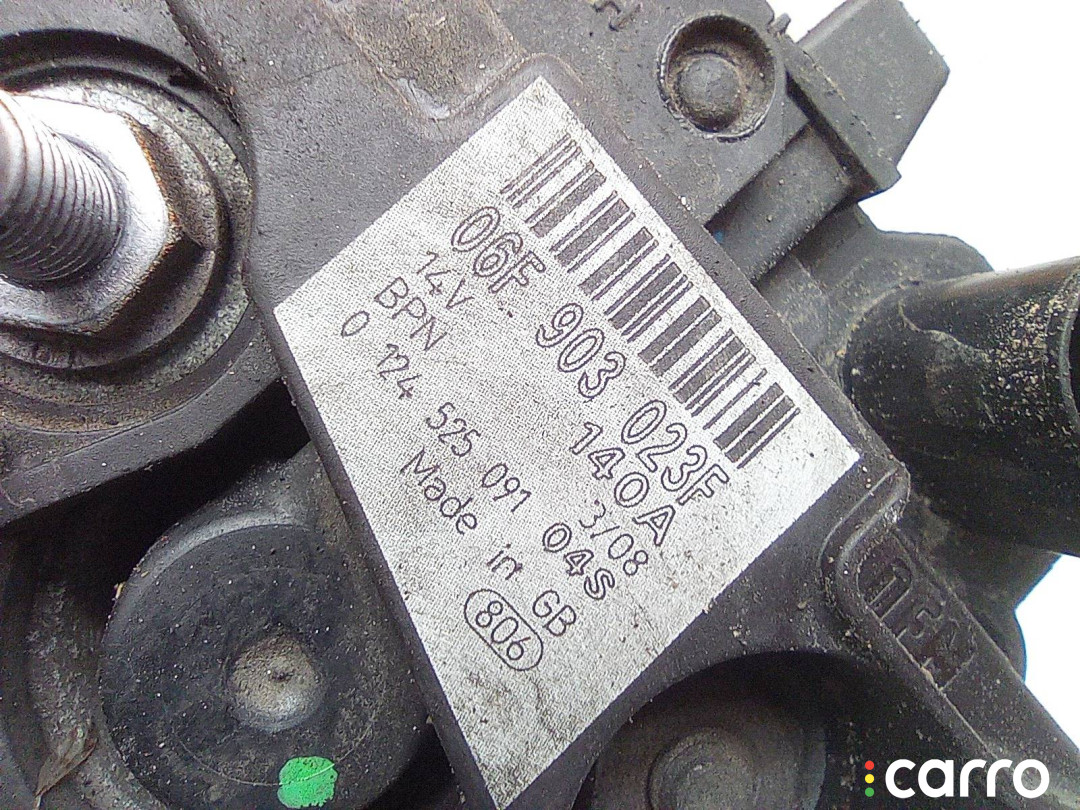 06F 903 023F
14V 140A
BPN 3/08
0 124 525 091 04S
Made in GB
806
carro